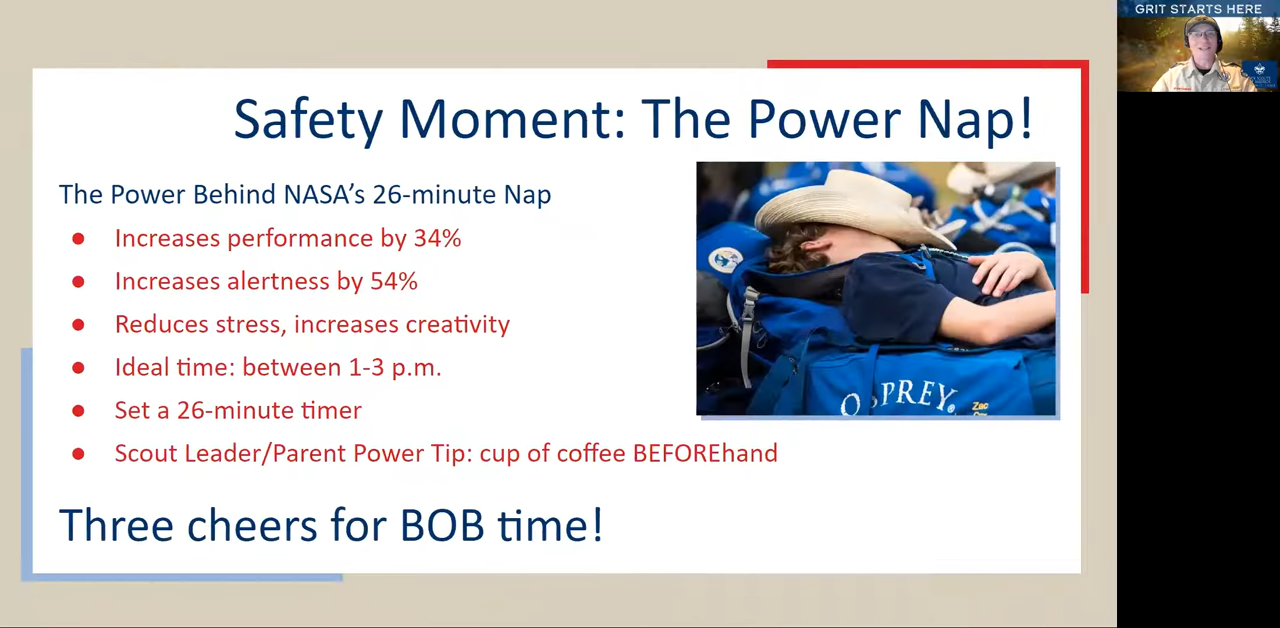 GRIT STARTS HERE
Safety Moment: The Power Nap!
The Power Behind NASA's 26-minute Nap
● Increases performance by 34%
● Increases alertness by 54%
● Reduces stress, increases creativity
● Ideal time: between 1-3 p.m.
● Set a 26-minute timer
● Scout Leader/Parent Power Tip: cup of coffee BEFOREhand
Three cheers for BOB time!
OSPREY
Zac